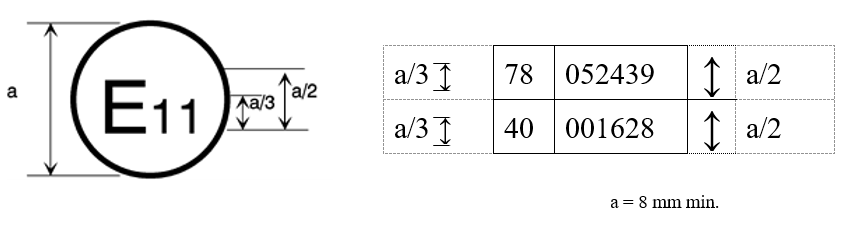 a
E11
a/3
a/2
a/3 78 052439 a/2
a/3 40 001628 a/2
a = 8 mm min.